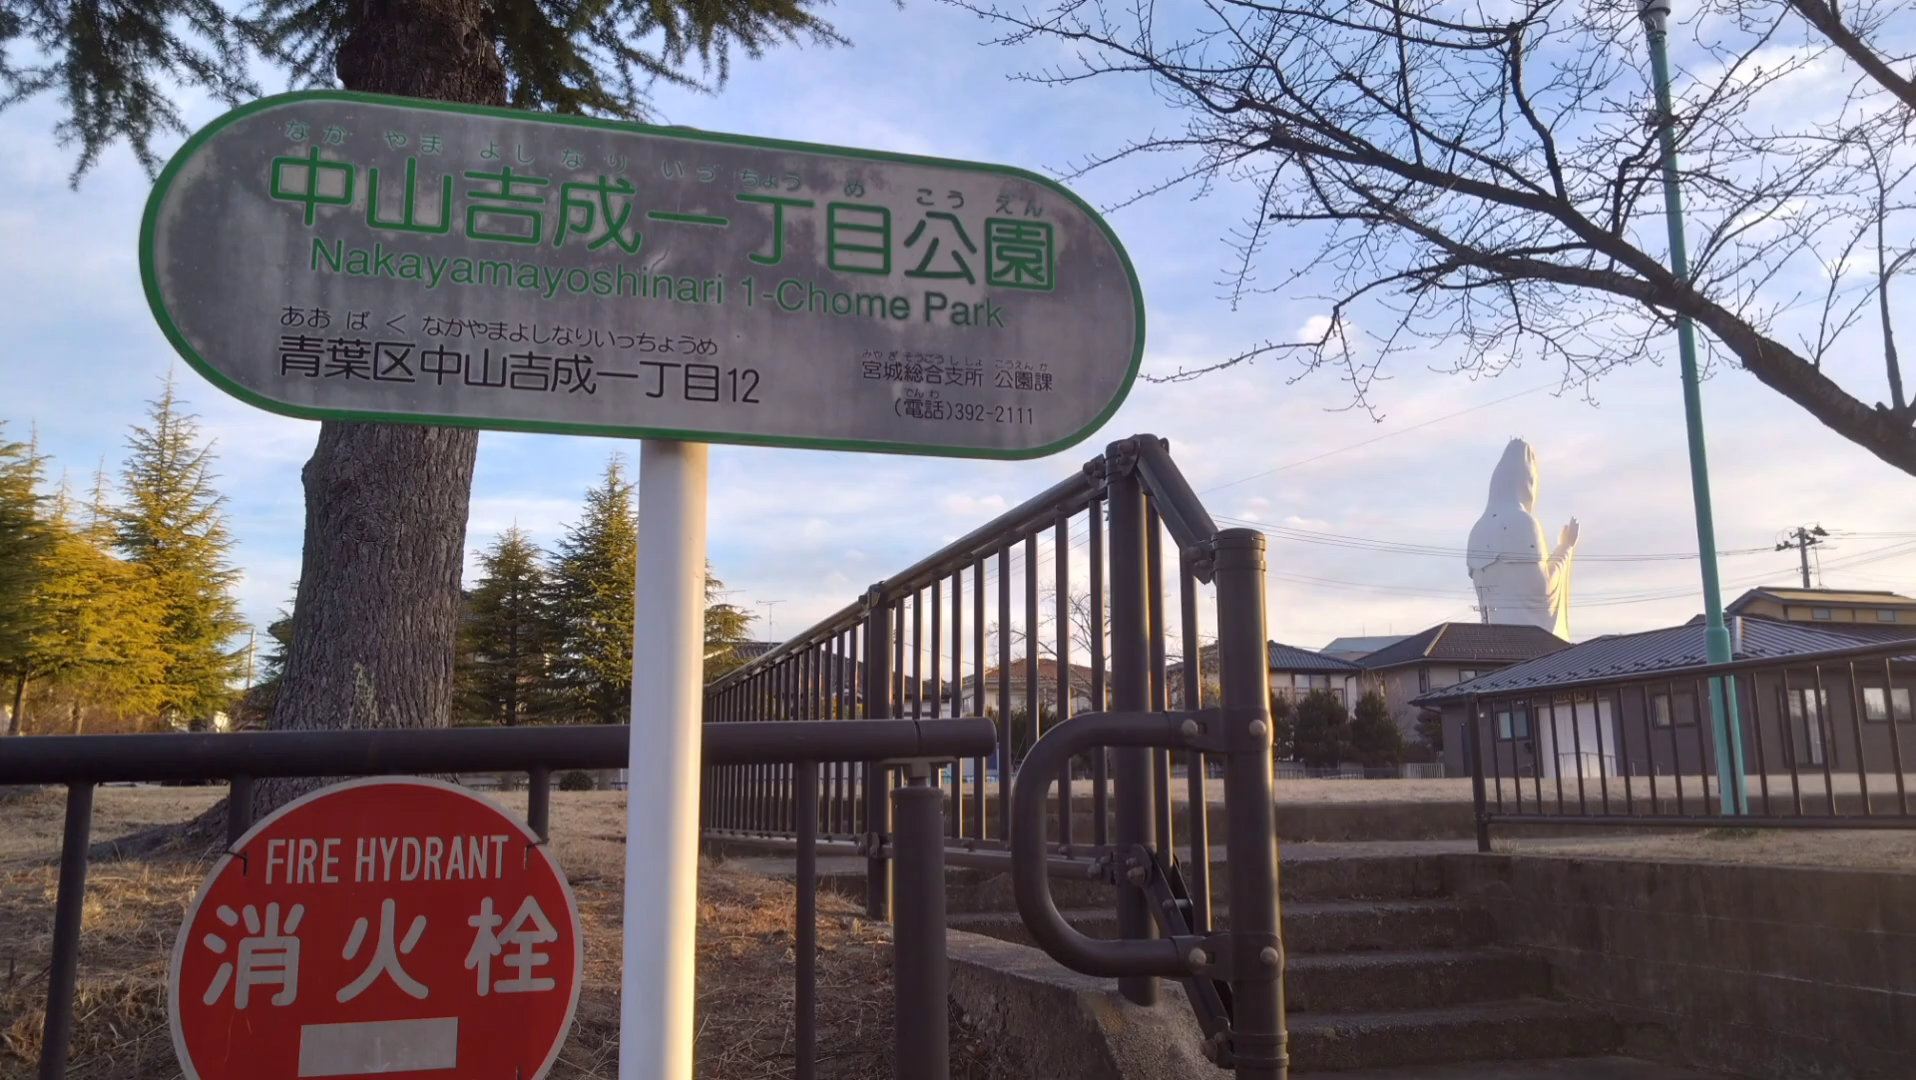 なか やま よし なり いっ ちょう め こう えん
中山吉成一丁目公園
Nakayamayoshinari 1-Chome Park
あお ば く なかやまよしなりいっちょうめ
青葉区中山吉成一丁目12
みや ぎ そうごう し しょ こうえん か
宮城総合支所 公園課
でん わ
(電話)392-2111
FIRE HYDRANT
消火栓